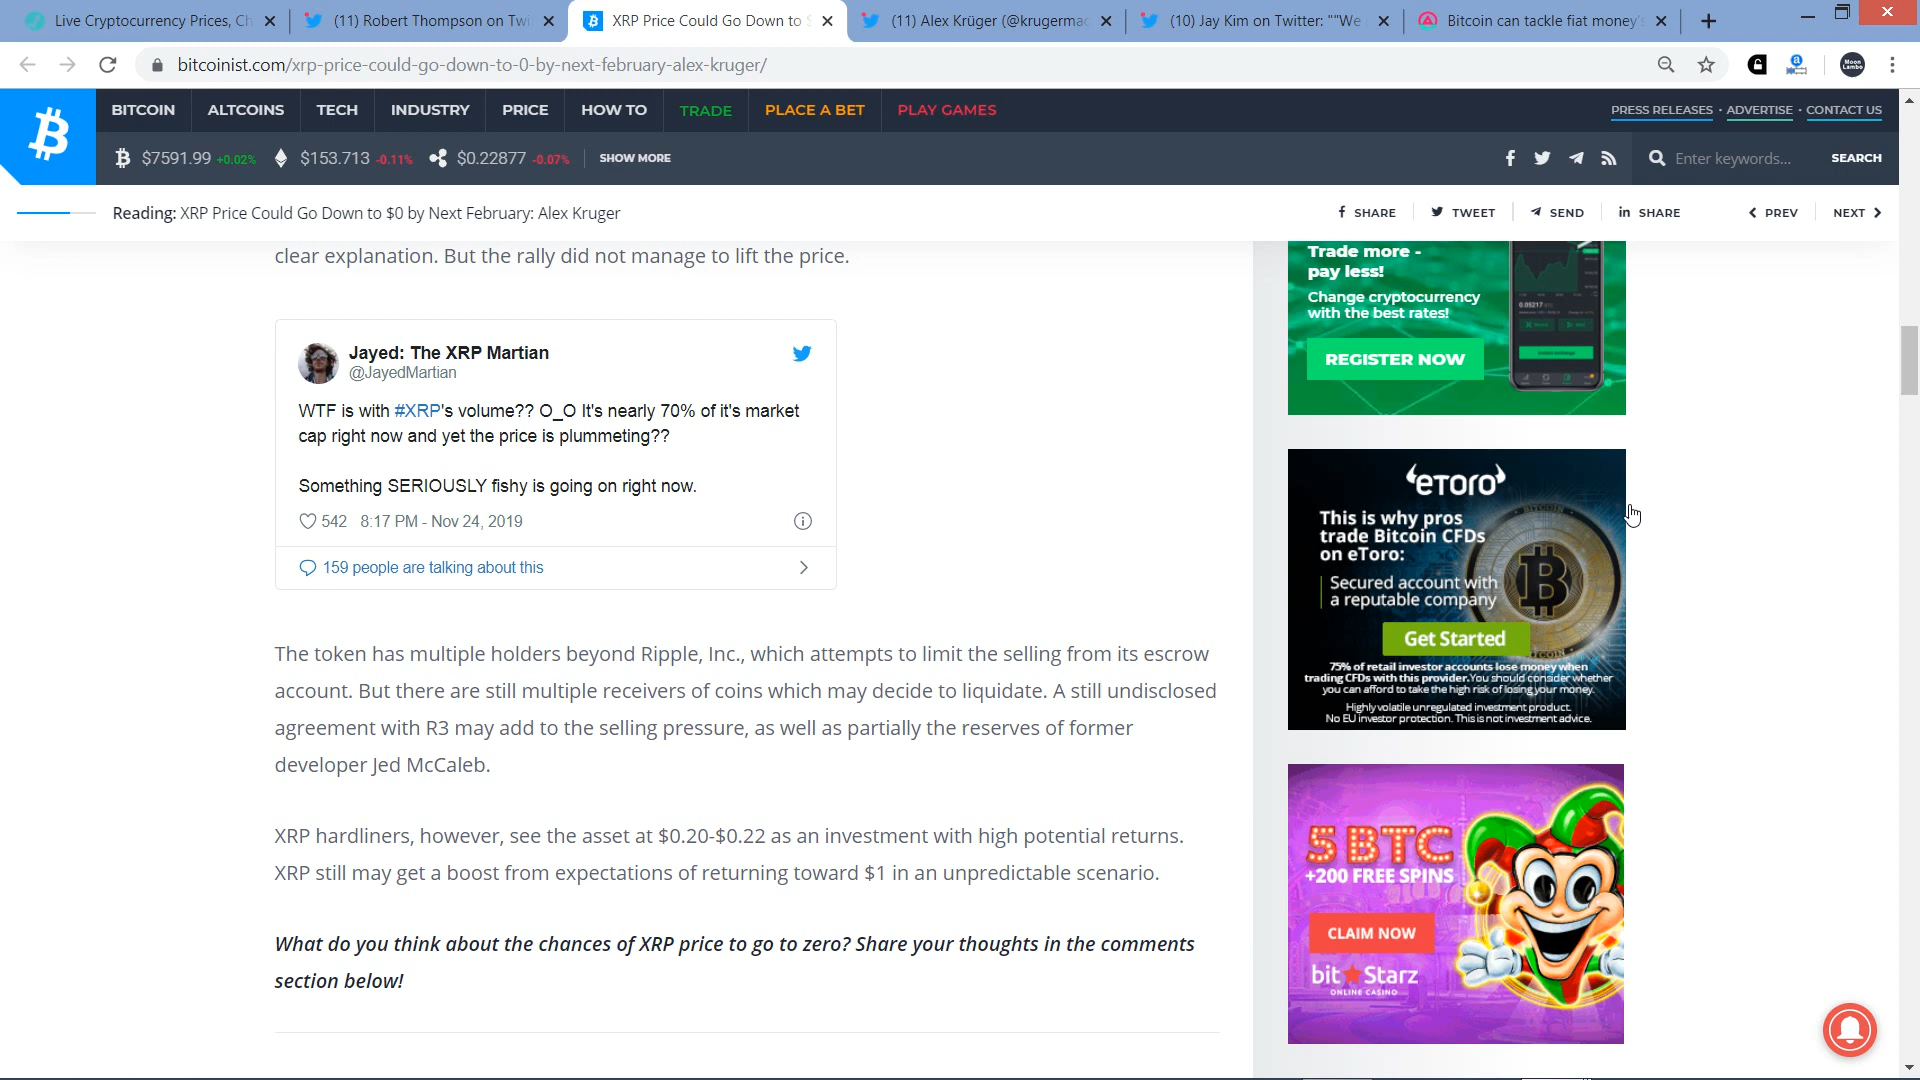 Live Cryptocurrency Prices, Ch
(11) Robert Thompson on Twi
XRP Price Could Go Down to
(11) Alex Krüger (@krugermac
(10) Jay Kim on Twitter: ""We
Bitcoin can tackle fiat money's
bitcoinist.com/xrp-price-could-go-down-to-0-by-next-february-alex-kruger/
BITCOIN ALTCOINS TECH INDUSTRY PRICE HOW TO TRADE PLACE A BET PLAY GAMES
PRESS RELEASES · ADVERTISE · CONTACT US
$7591.99 +0.02% $153.713 -0.11% $0.22877 -0.07% SHOW MORE
Enter keywords... SEARCH
Reading: XRP Price Could Go Down to $0 by Next February: Alex Kruger
SHARE TWEET SEND SHARE PREV NEXT
clear explanation. But the rally did not manage to lift the price.
Jayed: The XRP Martian
@JayedMartian
WTF is with #XRP's volume?? O_O It's nearly 70% of it's market
cap right now and yet the price is plummeting??
Something SERIOUSLY fishy is going on right now.
542 8:17 PM - Nov 24, 2019
159 people are talking about this
The token has multiple holders beyond Ripple, Inc., which attempts to limit the selling from its escrow
account. But there are still multiple receivers of coins which may decide to liquidate. A still undisclosed
agreement with R3 may add to the selling pressure, as well as partially the reserves of former
developer Jed McCaleb.
XRP hardliners, however, see the asset at $0.20-$0.22 as an investment with high potential returns.
XRP still may get a boost from expectations of returning toward $1 in an unpredictable scenario.
What do you think about the chances of XRP price to go to zero? Share your thoughts in the comments
section below!
Trade more -
pay less!
Change cryptocurrency
with the best rates!
REGISTER NOW
eToro
This is why pros
trade Bitcoin CFDs
on eToro:
Secured account with
a reputable company
Get Started
75% of retail investor accounts lose money when
trading CFDs with this provider. You should consider whether
you can afford to take the high risk of losing your money.
Highly volatile unregulated investment product.
No EU investor protection. This is not investment advice.
5 BTC
+200 FREE SPINS
CLAIM NOW
bitStarz
ONLINE CASINO